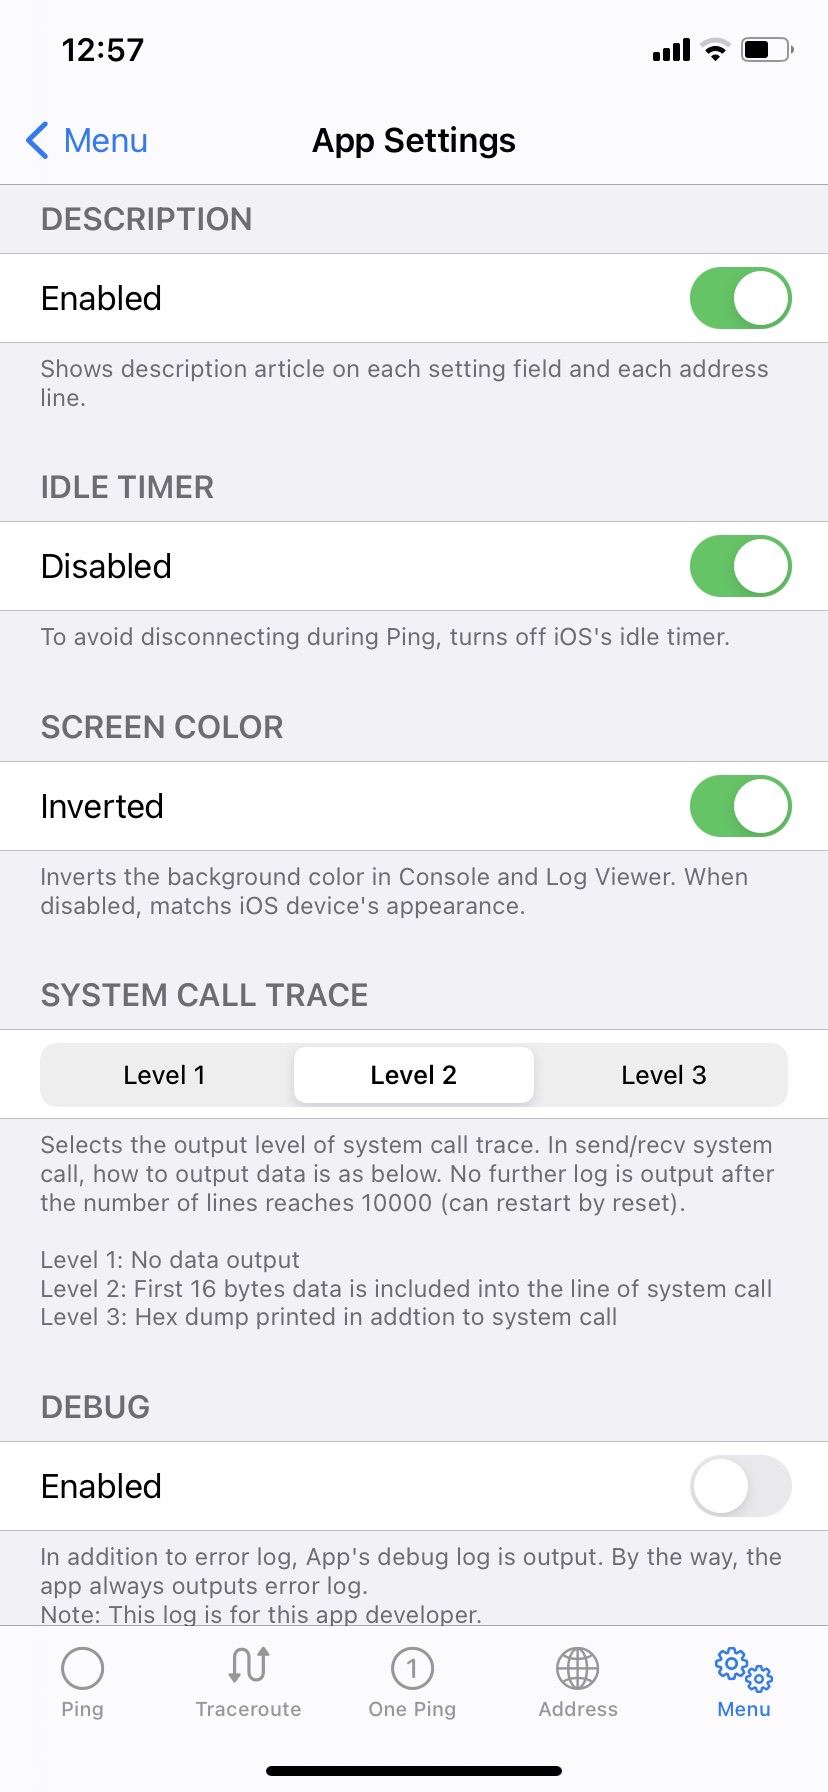 12:57
Menu
App Settings
DESCRIPTION
Enabled
Shows description article on each setting field and each address
line.
IDLE TIMER
Disabled
To avoid disconnecting during Ping, turns off iOS's idle timer.
SCREEN COLOR
Inverted
Inverts the background color in Console and Log Viewer. When
disabled, matchs iOS device's appearance.
SYSTEM CALL TRACE
Level 1 Level 2 Level 3
Selects the output level of system call trace. In send/recv system
call, how to output data is as below. No further log is output after
the number of lines reaches 10000 (can restart by reset).
Level 1: No data output
Level 2: First 16 bytes data is included into the line of system call
Level 3: Hex dump printed in addtion to system call
DEBUG
Enabled
In addition to error log, App's debug log is output. By the way, the
app always outputs error log.
Note: This log is for this app developer.
1
Ping Traceroute One Ping Address Menu